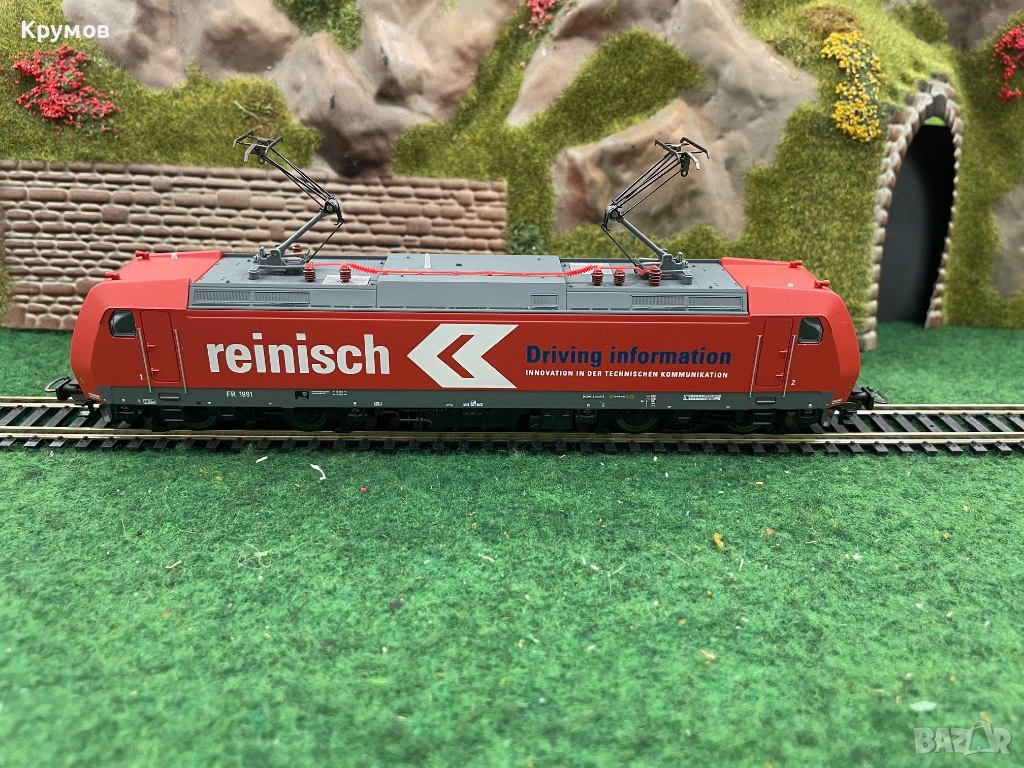 Крумов
reinisch
Driving information
INNOVATION IN DER TECHNISCHEN KOMMUNIKATION
1
2
FR 1991
BAZAR